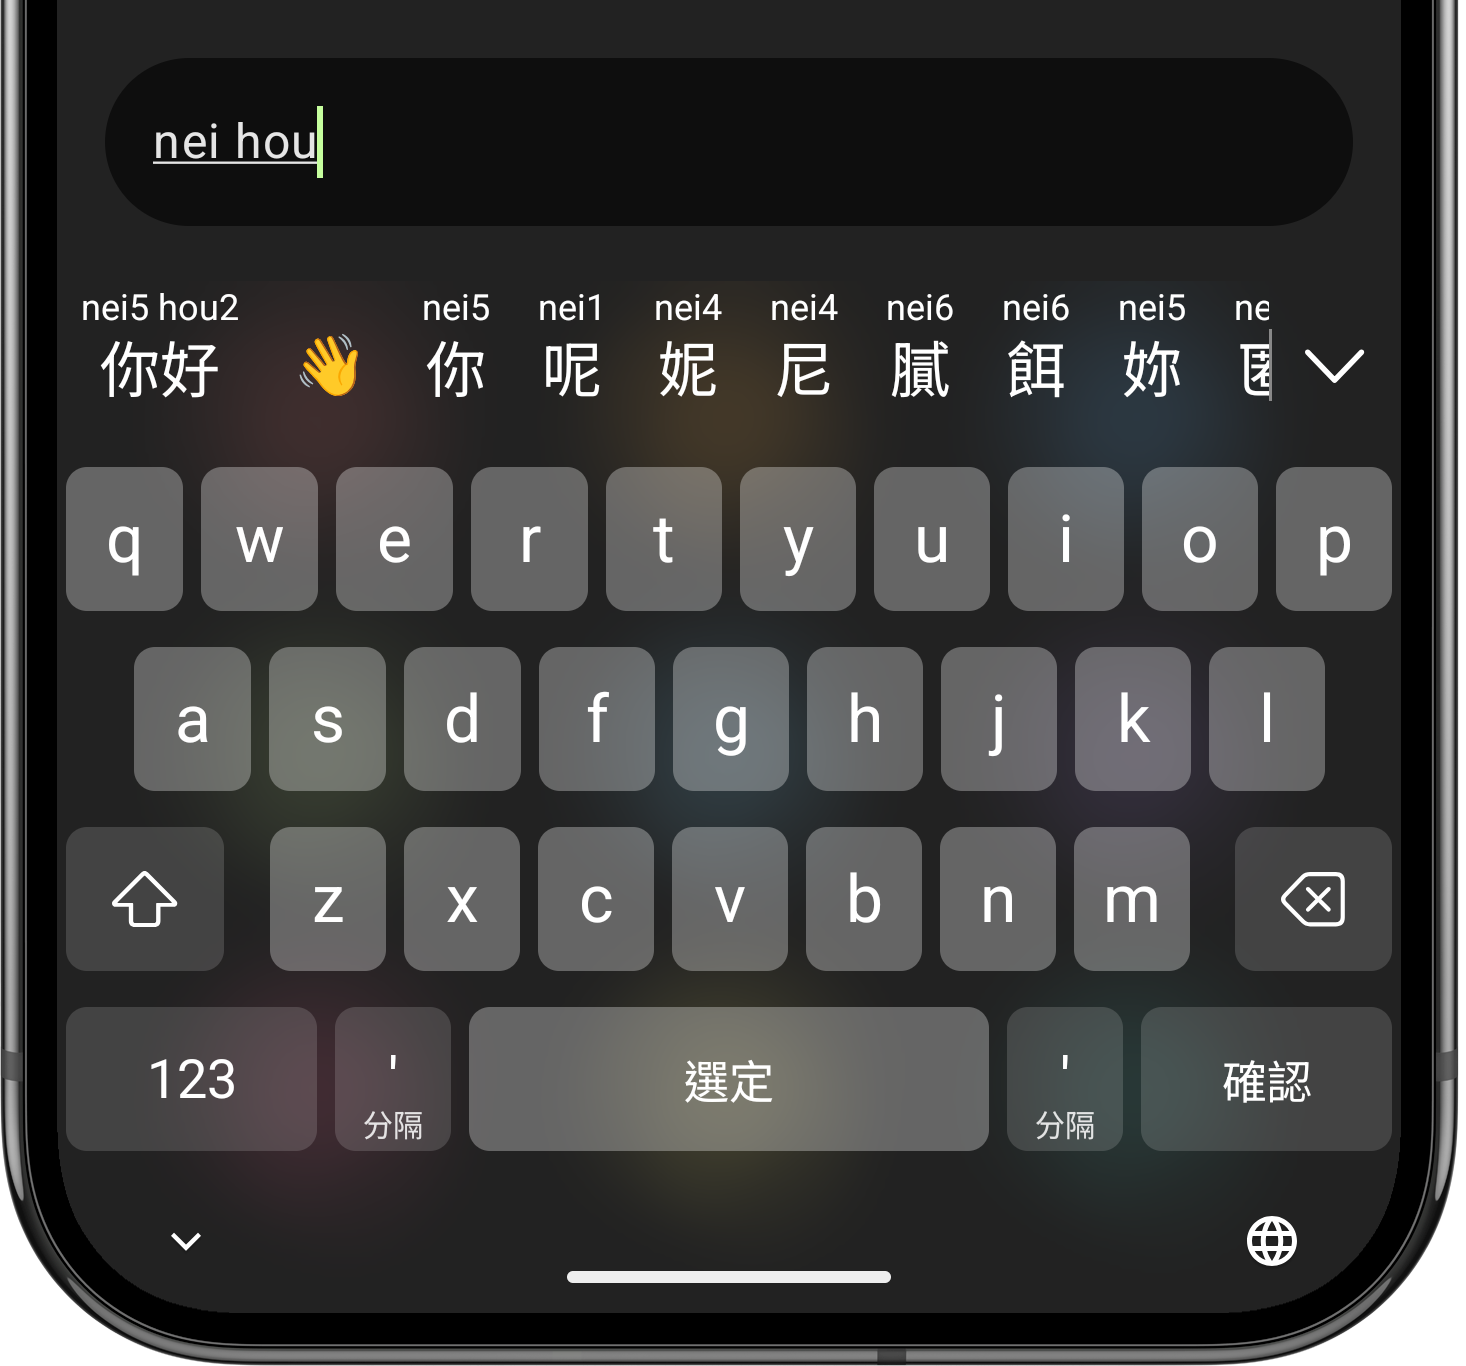 nei hou
nei5 hou2 nei5 nei1 nei4 nei4 nei6 nei6 nei5 ne
你好 👋 你 呢 妮 尼 膩 餌 妳
q w e r t y u i o p
a s d f g h j k l
z x c v b n m
123 ' 選定 ' 確認
分隔 分隔